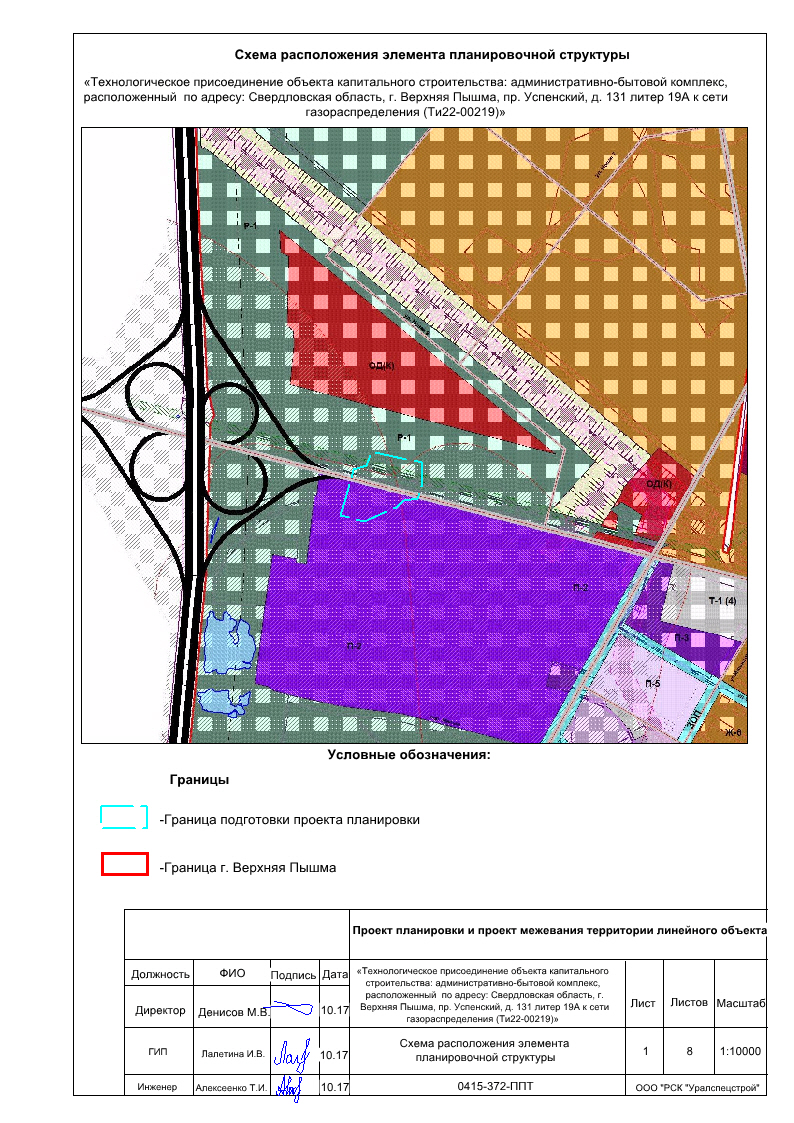 Схема расположения элемента планировочной структуры
«Технологическое присоединение объекта капитального строительства: административно-бытовой комплекс,
расположенный по адресу: Свердловская область, г. Верхняя Пышма, пр. Успенский, д. 131 литер 19А к сети
газораспределения (Ти22-00219)»
Р-1
ОД(К)
Р-1
ОД(К)
П-2
Т-1 (4)
П-2
П-3
П-5
ЗОП
Ж-6
Условные обозначения:
Границы
-Граница подготовки проекта планировки
-Граница г. Верхняя Пышма
Проект планировки и проект межевания территории линейного объекта
Должность ФИО Подпись Дата
«Технологическое присоединение объекта капитального
строительства: административно-бытовой комплекс,
расположенный по адресу: Свердловская область, г.
Верхняя Пышма, пр. Успенский, д. 131 литер 19А к сети
газораспределения (Ти22-00219)»
Лист Листов Масштаб
Директор Денисов М.В. 10.17
ГИП Лалетина И.В. 10.17
Схема расположения элемента
планировочной структуры
1 8 1:10000
Инженер Алексеенко Т.И. 10.17
0415-372-ППТ
ООО "РСК "Уралспецстрой"